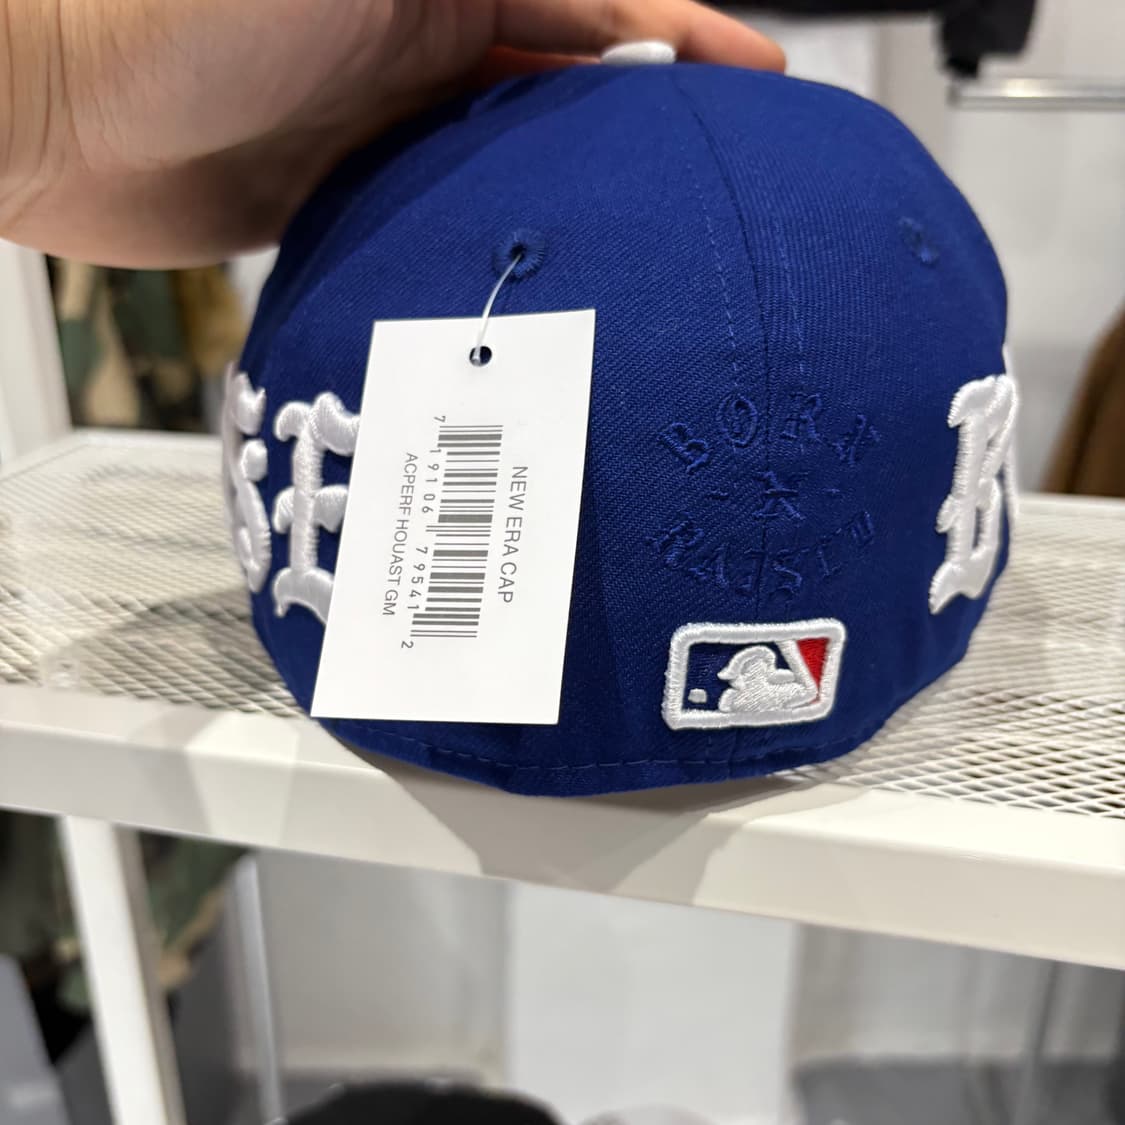 NEW ERA CAP
7 19106 79541 2
ACPERF HOUAST GM
BORN
X
RAISED
B
E